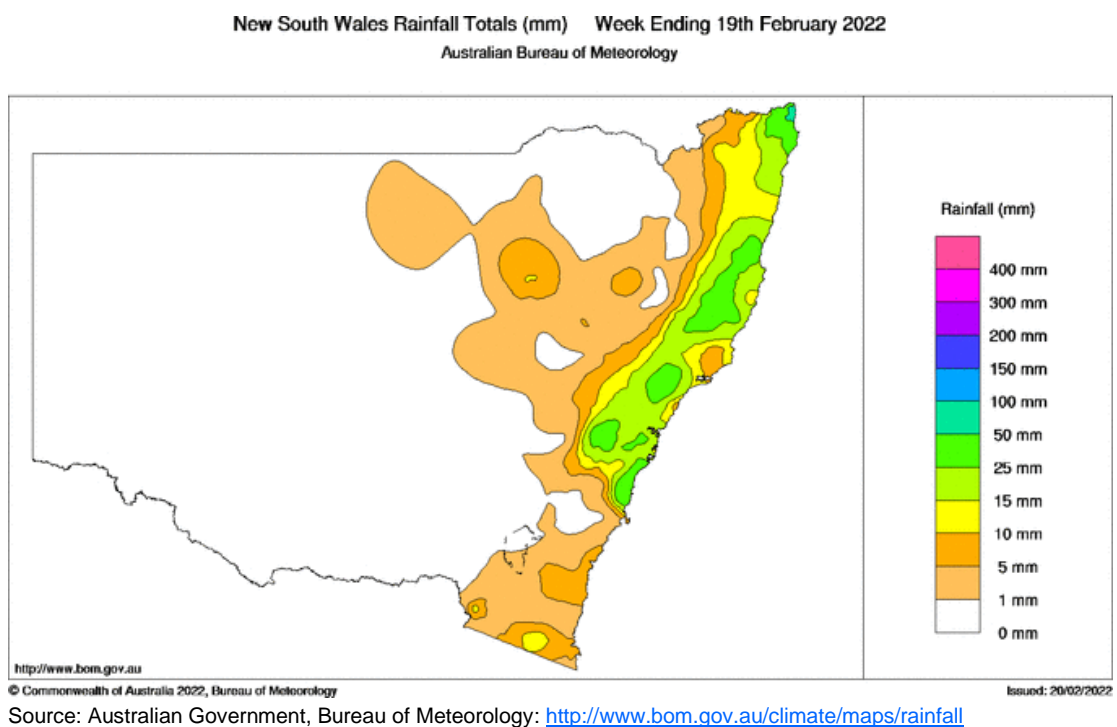 New South Wales Rainfall Totals (mm) Week Ending 19th February 2022
Australian Bureau of Meteorology
Rainfall (mm)
400 mm
300 mm
200 mm
150 mm
100 mm
50 mm
25 mm
15 mm
10 mm
5 mm
1 mm
0 mm
http://www.bom.gov.au
© Commonwealth of Australia 2022, Bureau of Meteorology Issued: 20/02/2022
Source: Australian Government, Bureau of Meteorology: http://www.bom.gov.au/climate/maps/rainfall